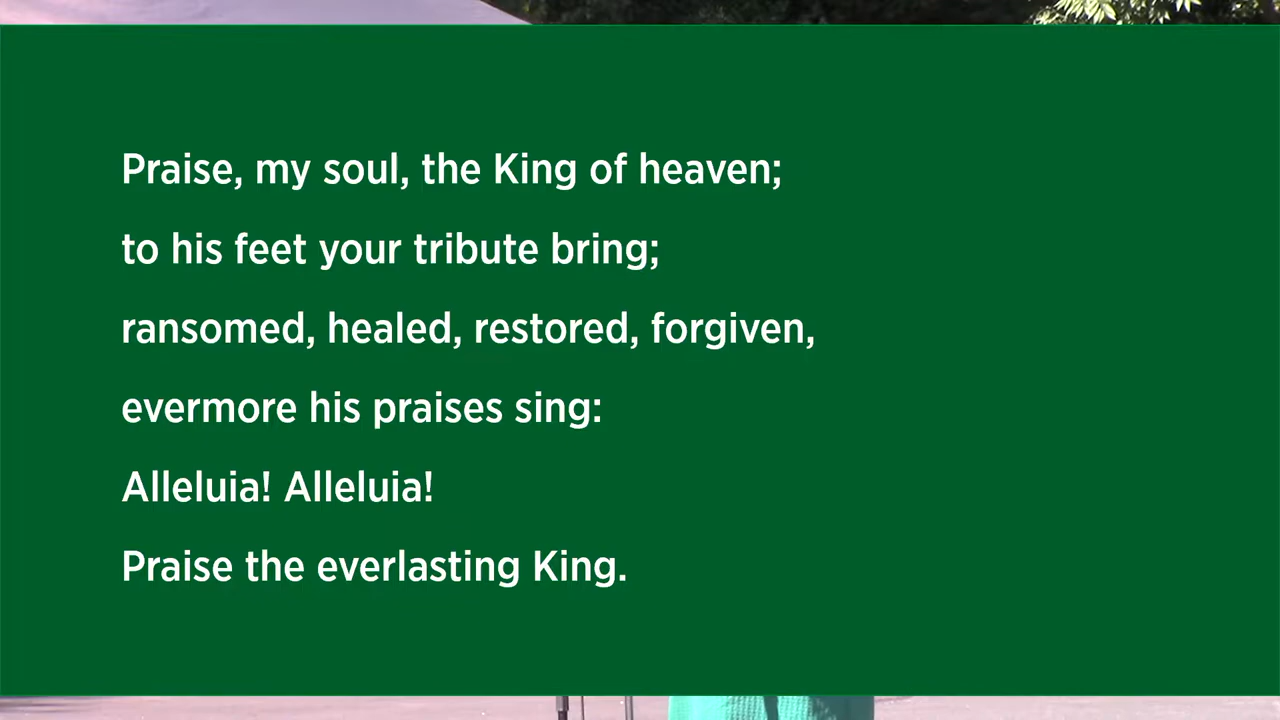 Praise, my soul, the King of heaven;
to his feet your tribute bring;
ransomed, healed, restored, forgiven,
evermore his praises sing:
Alleluia! Alleluia!
Praise the everlasting King.